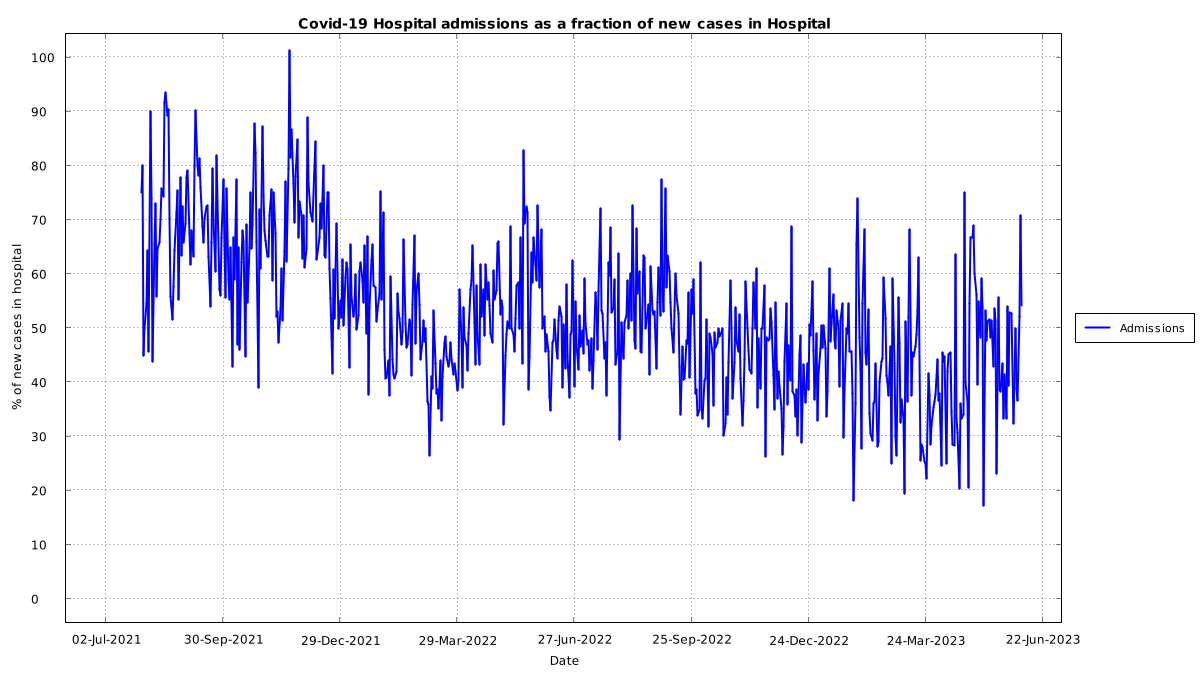 Covid-19 Hospital admissions as a fraction of new cases in Hospital
100
90
80
70
60
50
40
30
20
10
0
% of new cases in hospital
02-Jul-2021
30-Sep-2021
29-Dec-2021
29-Mar-2022
27-Jun-2022
25-Sep-2022
24-Dec-2022
24-Mar-2023
22-Jun-2023
Date
Admissions